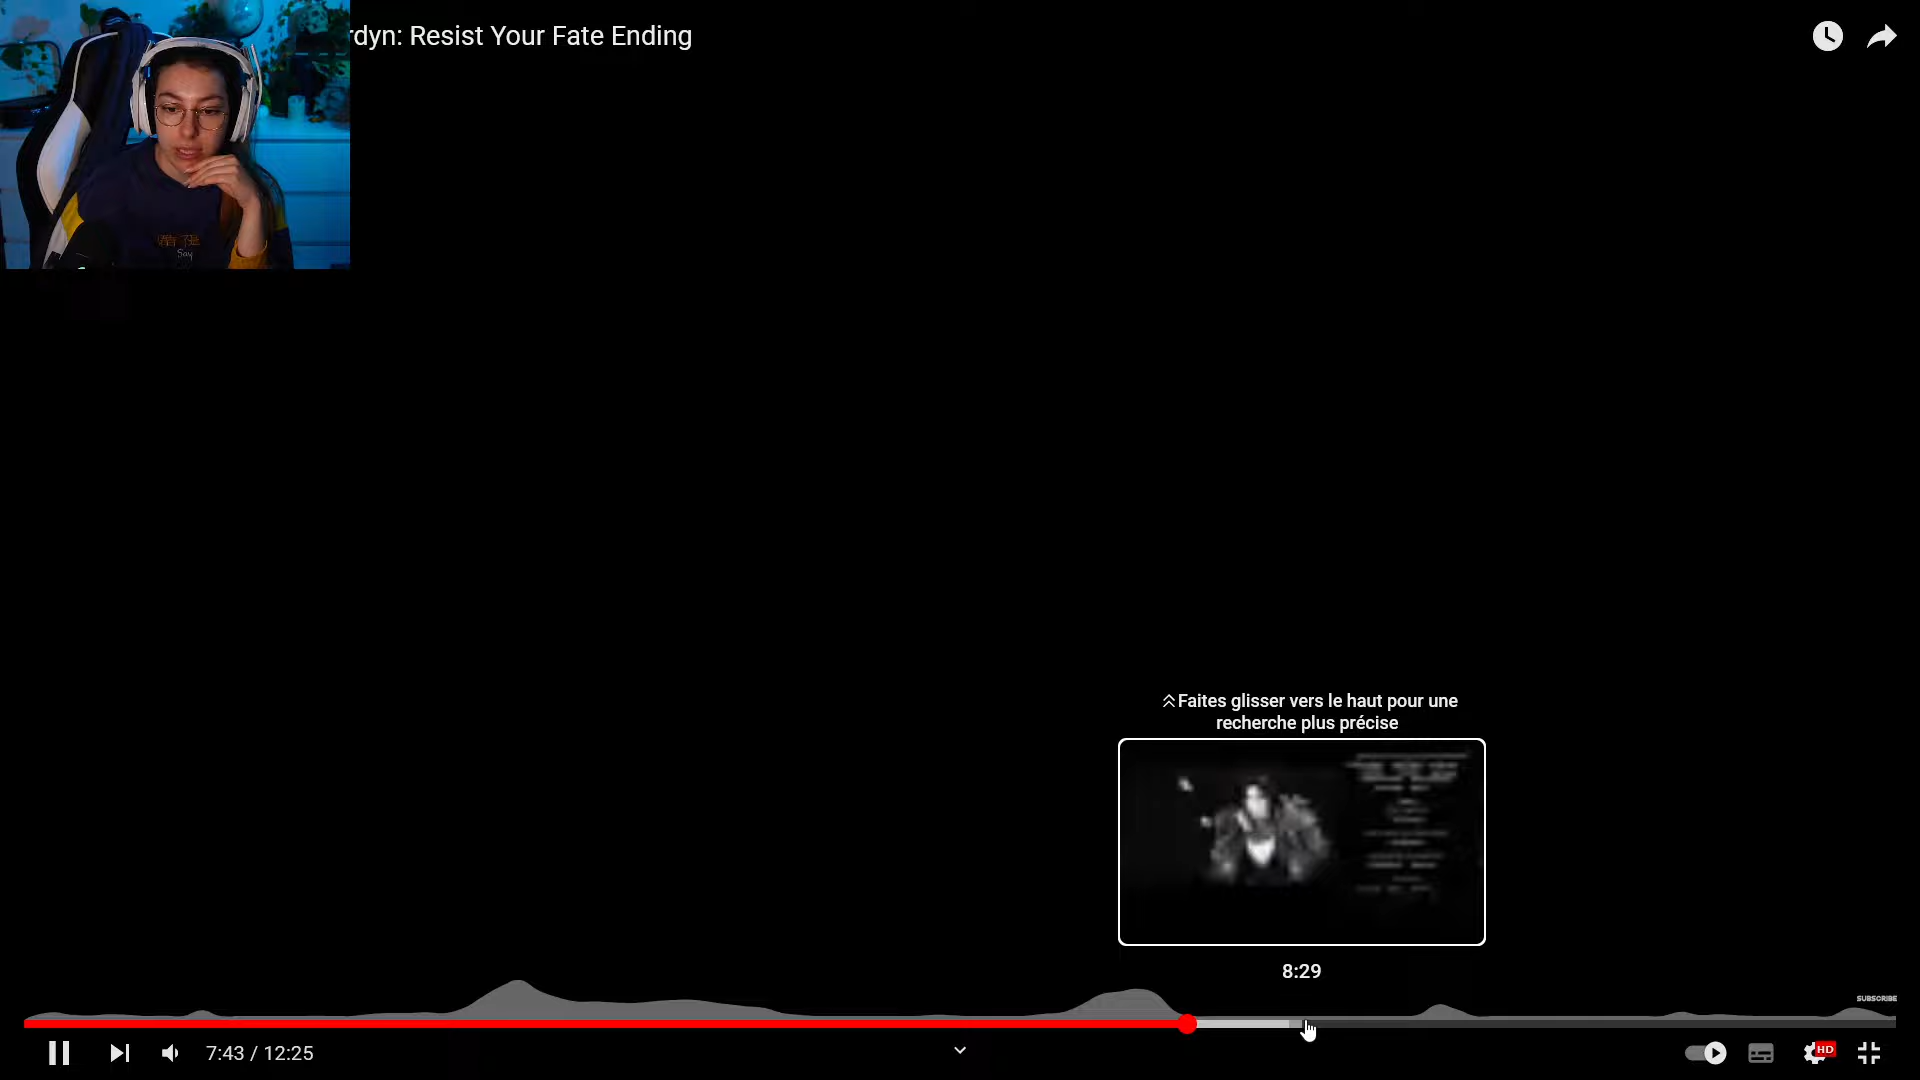 rdyn: Resist Your Fate Ending
Say
Faites glisser vers le haut pour une
recherche plus précise
8:29
SUBSCRIBE
7:43 / 12:25
HD